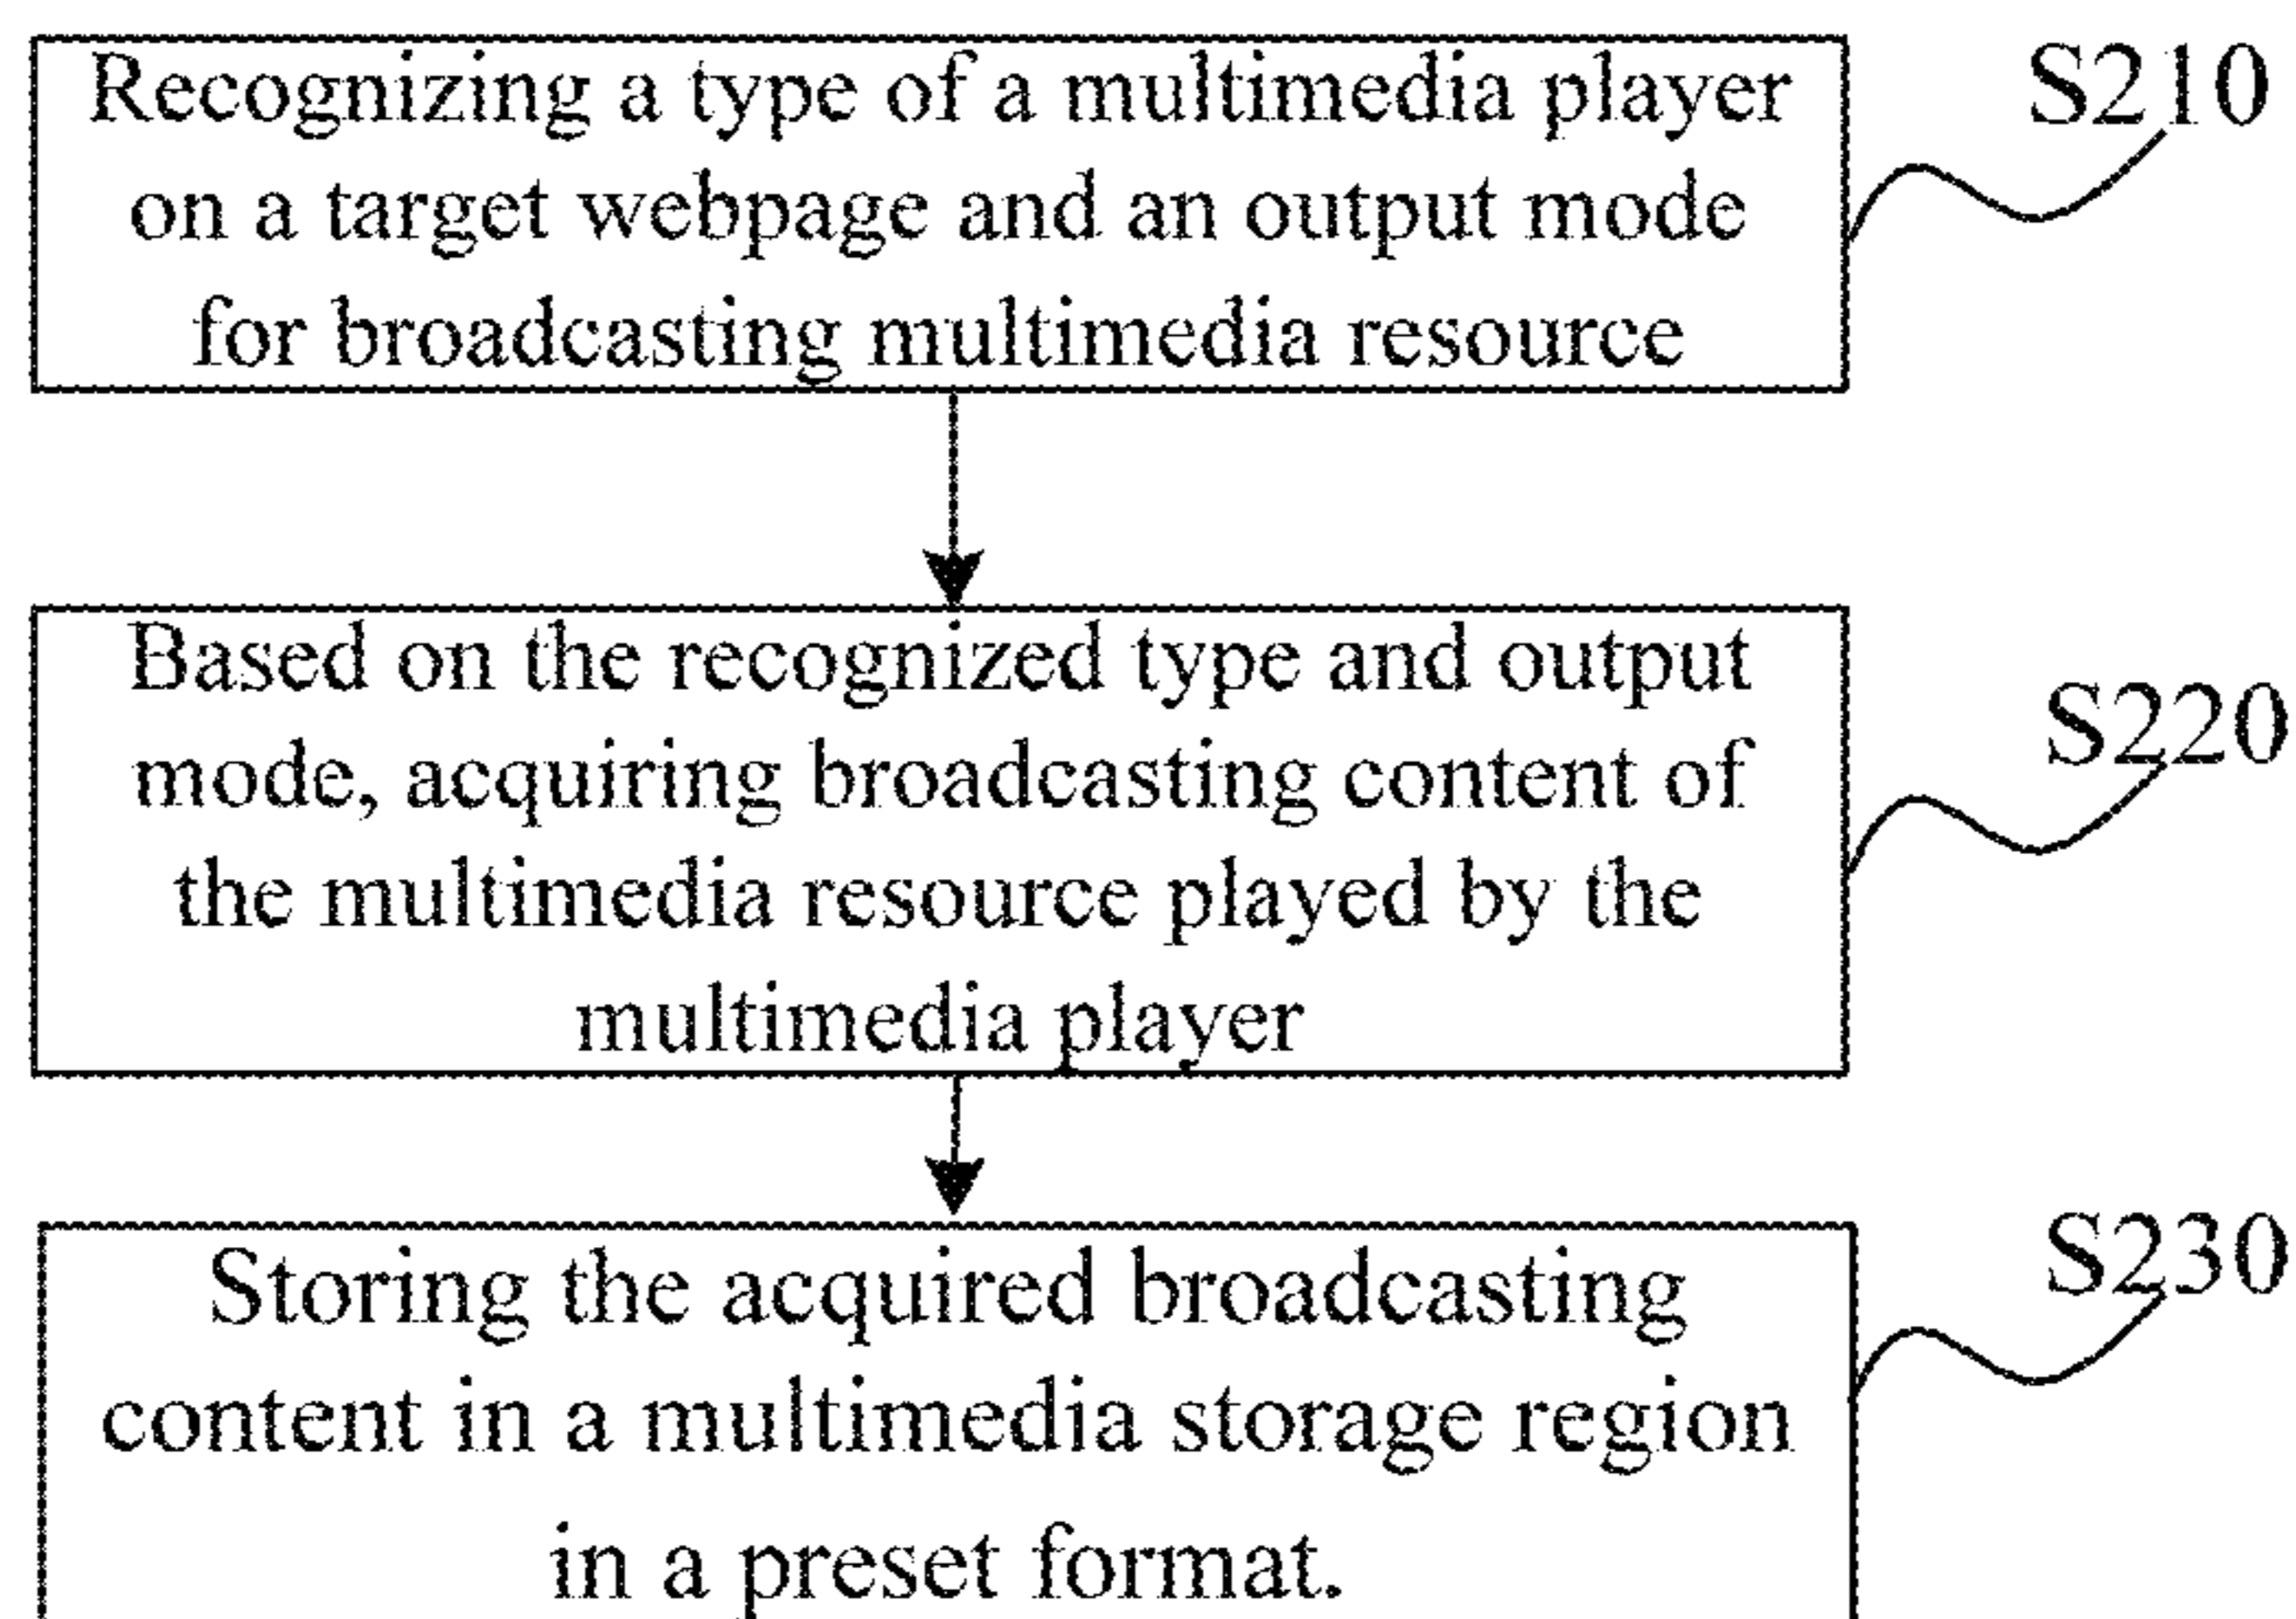 Recognizing a type of a multimedia player
on a target webpage and an output mode
for broadcasting multimedia resource
S210
Based on the recognized type and output
mode, acquiring broadcasting content of
the multimedia resource played by the
multimedia player
S220
Storing the acquired broadcasting
content in a multimedia storage region
in a preset format.
S230